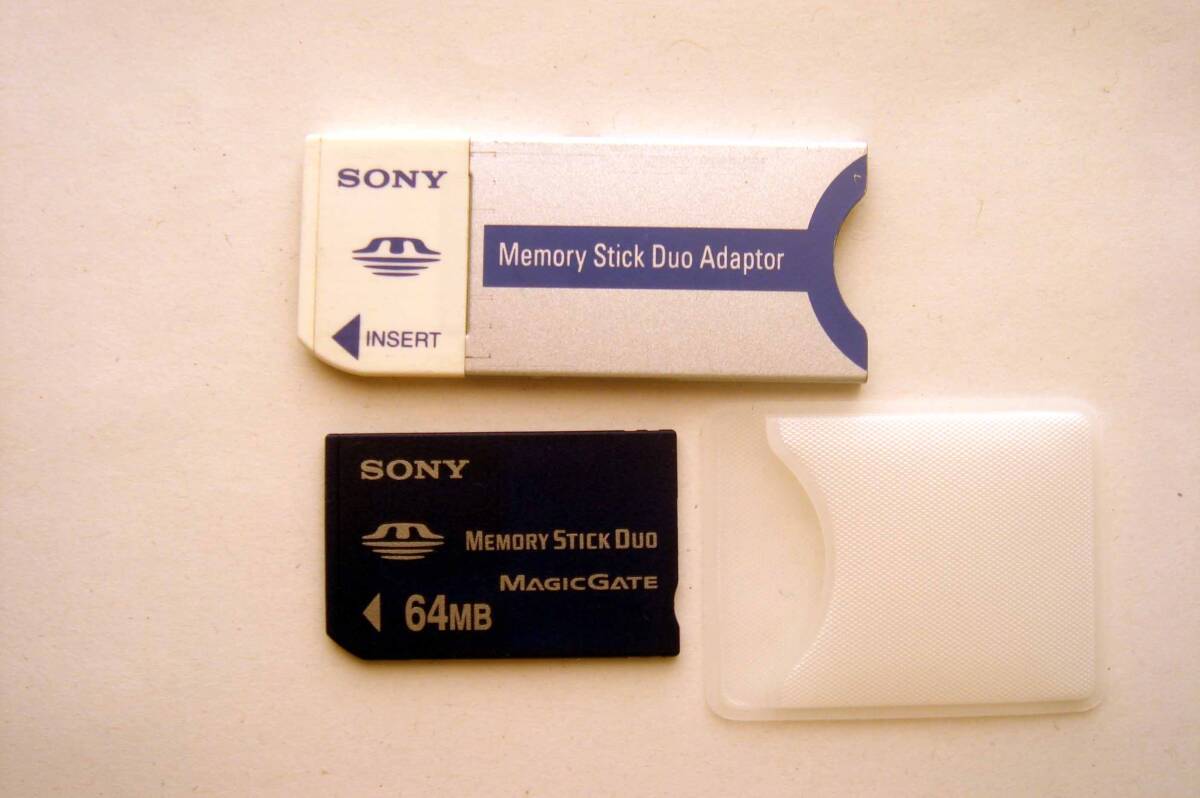 SONY
INSERT
Memory Stick Duo Adaptor
SONY
MEMORY STICK DUO
MAGICGATE
64MB